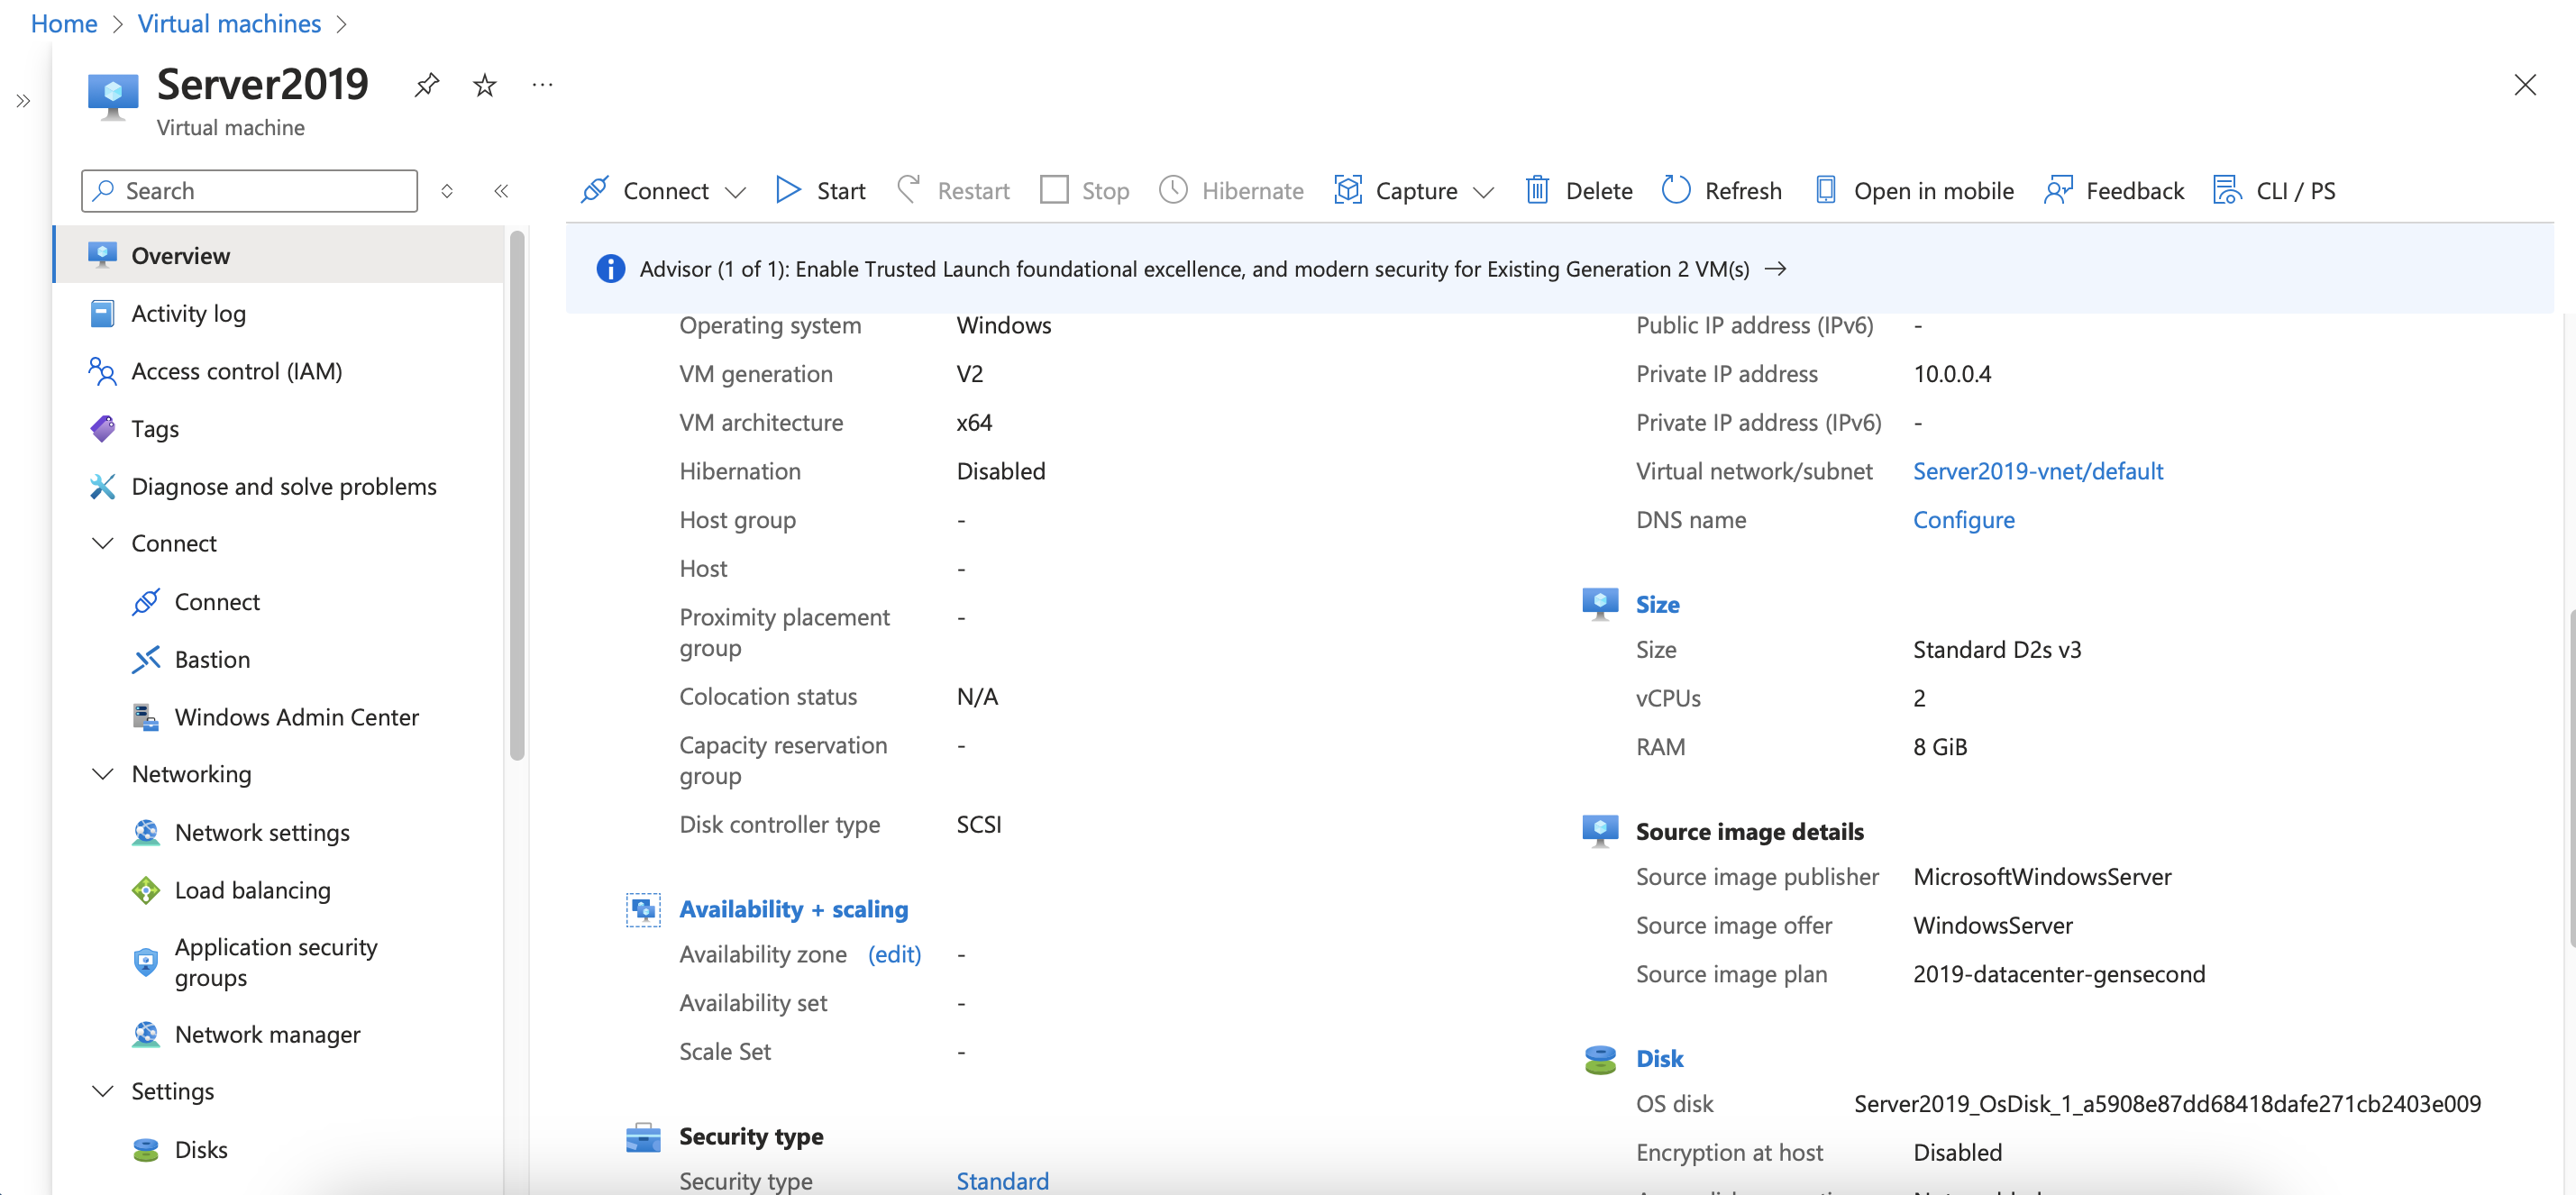 Home > Virtual machines >
Server2019
Virtual machine
Search
Connect
Start
Restart
Stop
Hibernate
Capture
Delete
Refresh
Open in mobile
Feedback
CLI / PS
Overview
Activity log
Access control (IAM)
Tags
Diagnose and solve problems
Connect
Connect
Bastion
Windows Admin Center
Networking
Network settings
Load balancing
Application security
groups
Network manager
Settings
Disks
Advisor (1 of 1): Enable Trusted Launch foundational excellence, and modern security for Existing Generation 2 VM(s) →
Operating system Windows
VM generation V2
VM architecture x64
Hibernation Disabled
Host group -
Host -
Proximity placement -
group
Colocation status N/A
Capacity reservation -
group
Disk controller type SCSI
Availability + scaling
Availability zone (edit) -
Availability set -
Scale Set -
Security type
Security type Standard
Public IP address (IPv6) -
Private IP address 10.0.0.4
Private IP address (IPv6) -
Virtual network/subnet Server2019-vnet/default
DNS name Configure
Size
Size Standard D2s v3
vCPUs 2
RAM 8 GiB
Source image details
Source image publisher MicrosoftWindowsServer
Source image offer WindowsServer
Source image plan 2019-datacenter-gensecond
Disk
OS disk Server2019_OsDisk_1_a5908e87dd68418dafe271cb2403e009
Encryption at host Disabled